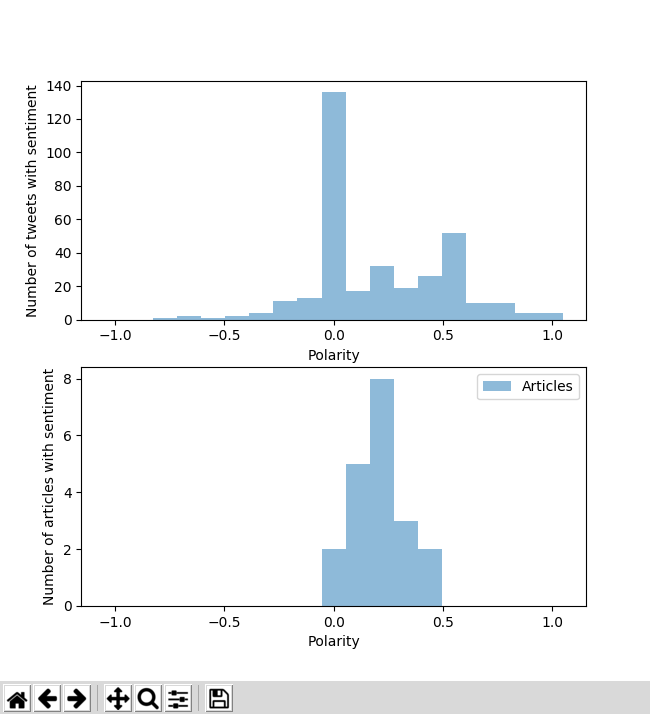 Number of tweets with sentiment
140
120
100
80
60
40
20
0
−1.0 −0.5 0.0 0.5 1.0
Polarity
Number of articles with sentiment
Articles
8
6
4
2
0
−1.0 −0.5 0.0 0.5 1.0
Polarity